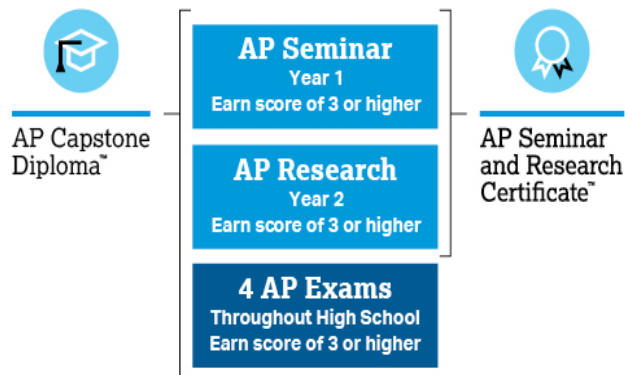 AP Capstone
Diploma™
AP Seminar
Year 1
Earn score of 3 or higher
AP Research
Year 2
Earn score of 3 or higher
4 AP Exams
Throughout High School
Earn score of 3 or higher
AP Seminar
and Research
Certificate™